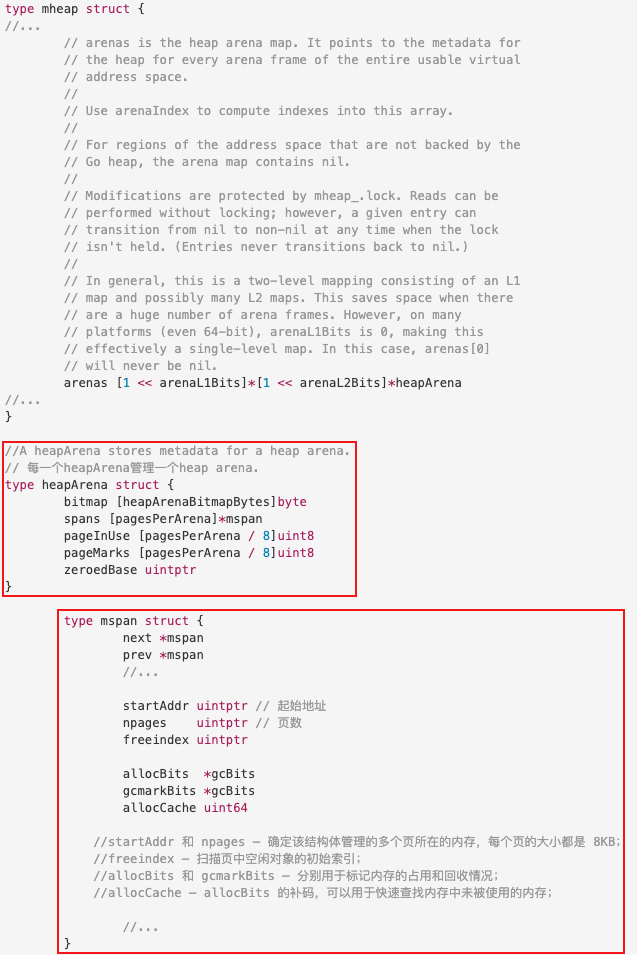 type mheap struct {
//...
// arenas is the heap arena map. It points to the metadata for
// the heap for every arena frame of the entire usable virtual
// address space.
//
// Use arenaIndex to compute indexes into this array.
//
// For regions of the address space that are not backed by the
// Go heap, the arena map contains nil.
//
// Modifications are protected by mheap_.lock. Reads can be
// performed without locking; however, a given entry can
// transition from nil to non-nil at any time when the lock
// isn't held. (Entries never transitions back to nil.)
//
// In general, this is a two-level mapping consisting of an L1
// map and possibly many L2 maps. This saves space when there
// are a huge number of arena frames. However, on many
// platforms (even 64-bit), arenaL1Bits is 0, making this
// effectively a single-level map. In this case, arenas[0]
// will never be nil.
arenas [1 << arenaL1Bits]*[1 << arenaL2Bits]*heapArena
//...
}
//A heapArena stores metadata for a heap arena.
// 每一个heapArena管理一个heap arena.
type heapArena struct {
bitmap [heapArenaBitmapBytes]byte
spans [pagesPerArena]*mspan
pageInUse [pagesPerArena / 8]uint8
pageMarks [pagesPerArena / 8]uint8
zeroedBase uintptr
}
type mspan struct {
next *mspan
prev *mspan
//...
startAddr uintptr // 起始地址
npages    uintptr // 页数
freeindex uintptr
allocBits  *gcBits
gcmarkBits *gcBits
allocCache uint64
//startAddr 和 npages — 确定该结构体管理的多个页所在的内存，每个页的大小都是 8KB；
//freeindex — 扫描页中空闲对象的初始索引；
//allocBits 和 gcmarkBits — 分别用于标记内存的占用和回收情况；
//allocCache — allocBits 的补码，可以用于快速查找内存中未被使用的内存；
//...
}